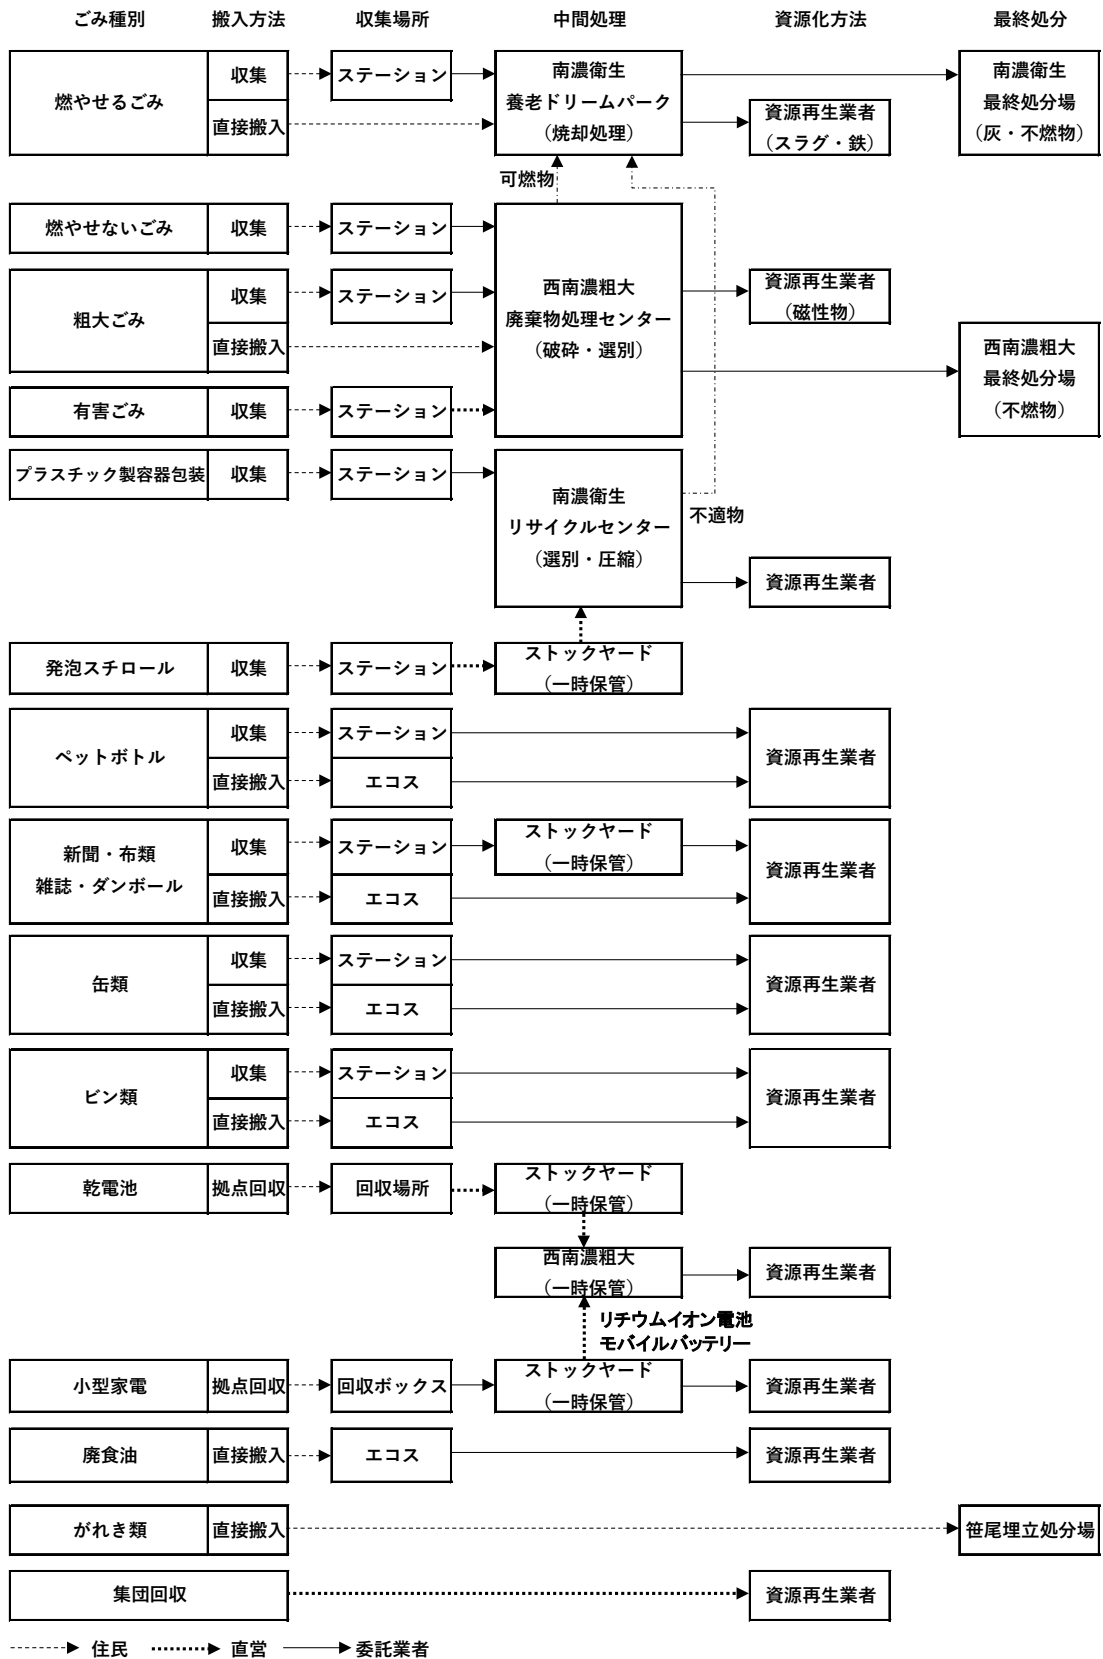 ごみ種別 搬入方法 収集場所 中間処理 資源化方法 最終処分
燃やせるごみ
収集
直接搬入
ステーション
南濃衛生
養老ドリームパーク
（焼却処理）
資源再生業者
（スラグ・鉄）
南濃衛生
最終処分場
（灰・不燃物）
可燃物
燃やせないごみ
収集
ステーション
粗大ごみ
収集
直接搬入
ステーション
有害ごみ
収集
ステーション
西南濃粗大
廃棄物処理センター
（破砕・選別）
資源再生業者
（磁性物）
西南濃粗大
最終処分場
（不燃物）
プラスチック製容器包装
収集
ステーション
南濃衛生
リサイクルセンター
（選別・圧縮）
不適物
資源再生業者
発泡スチロール
収集
ステーション
ストックヤード
（一時保管）
ペットボトル
収集
直接搬入
ステーション
エコス
資源再生業者
新聞・布類
雑誌・ダンボール
収集
直接搬入
ステーション
エコス
ストックヤード
（一時保管）
資源再生業者
缶類
収集
直接搬入
ステーション
エコス
資源再生業者
ビン類
収集
直接搬入
ステーション
エコス
資源再生業者
乾電池
拠点回収
回収場所
ストックヤード
（一時保管）
西南濃粗大
（一時保管）
資源再生業者
リチウムイオン電池
モバイルバッテリー
小型家電
拠点回収
回収ボックス
ストックヤード
（一時保管）
資源再生業者
廃食油
直接搬入
エコス
資源再生業者
がれき類
直接搬入
笹尾埋立処分場
集団回収
資源再生業者
住民 直営 委託業者